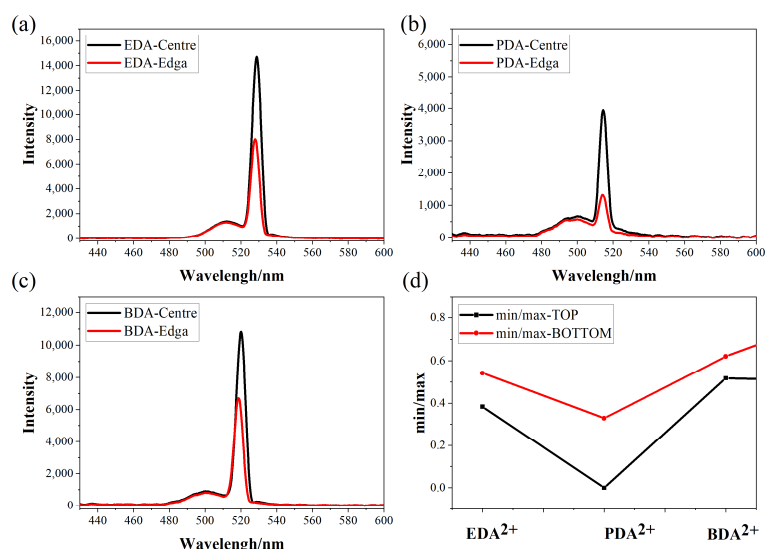 (a)
EDA-Centre
EDA-Edga
16,000
14,000
12,000
10,000
8,000
6,000
4,000
2,000
0
440 460 480 500 520 540 560 580 600
Intensity
Wavelengh/nm
(b)
PDA-Centre
PDA-Edga
6,000
5,000
4,000
3,000
2,000
1,000
0
440 460 480 500 520 540 560 580 600
Intensity
Wavelength/nm
(c)
BDA-Centre
BDA-Edga
12,000
10,000
8,000
6,000
4,000
2,000
0
440 460 480 500 520 540 560 580 600
Intensity
Wavelengh/nm
(d)
min/max-TOP
min/max-BOTTOM
0.8
0.6
0.4
0.2
0.0
min/max
EDA2+ PDA2+ BDA2+